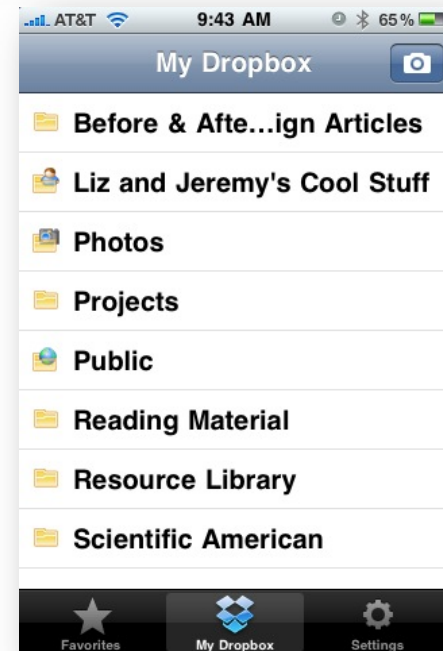 AT&T 9:43 AM 65%
My Dropbox
Before & Afte...ign Articles
Liz and Jeremy's Cool Stuff
Photos
Projects
Public
Reading Material
Resource Library
Scientific American
Favorites My Dropbox Settings